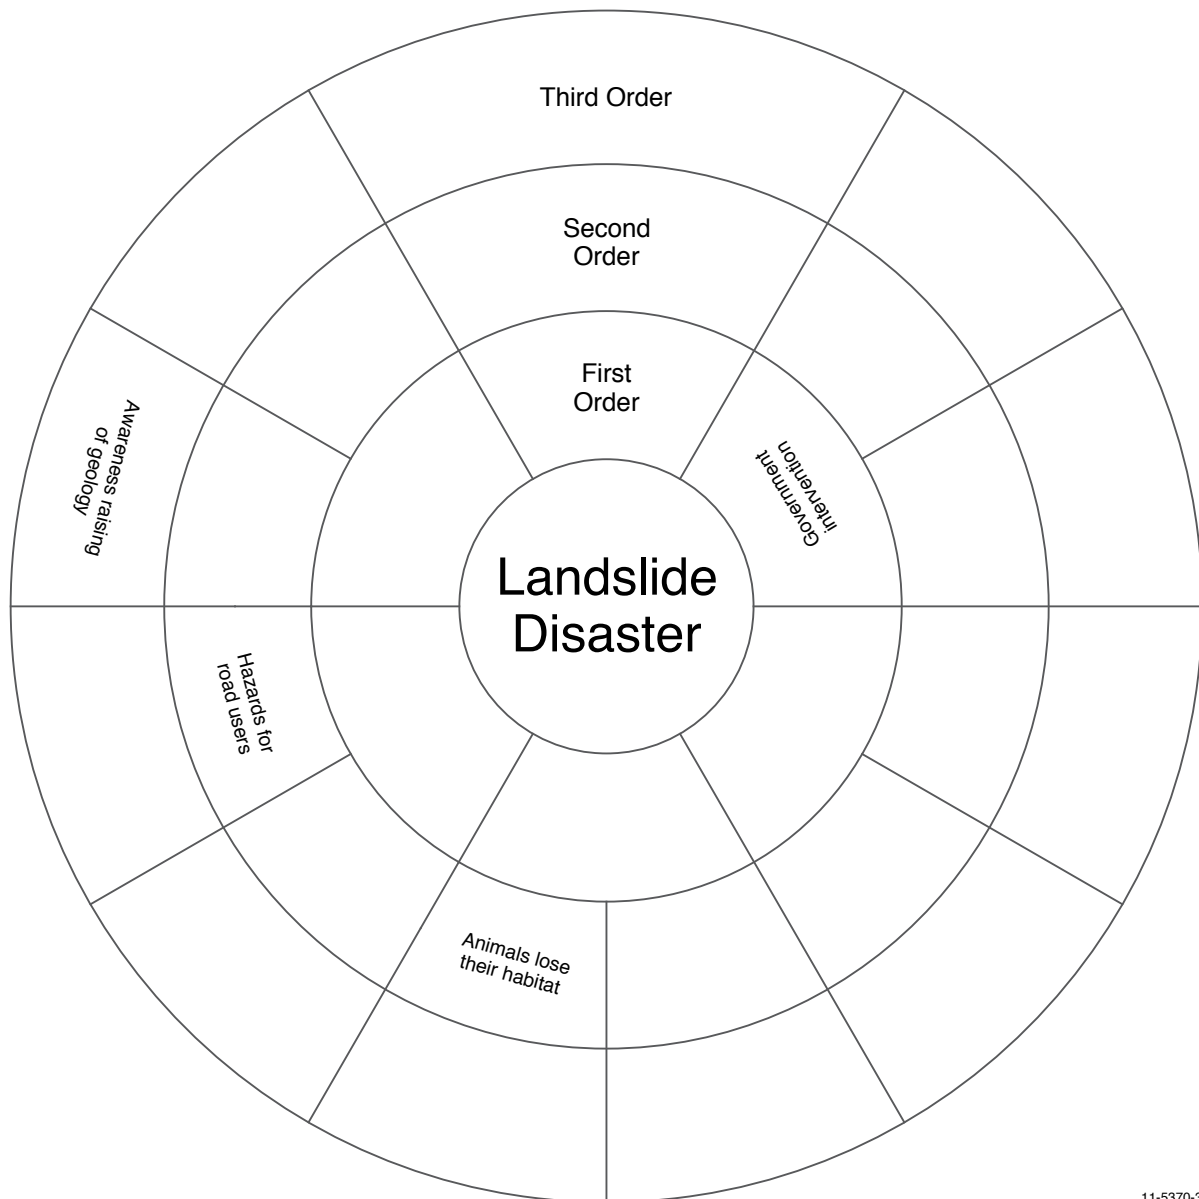 Third Order
Second
Order
First
Order
Government
intervention
Awareness raising
of geology
Landslide
Disaster
Hazards for
road users
Animals lose
their habitat